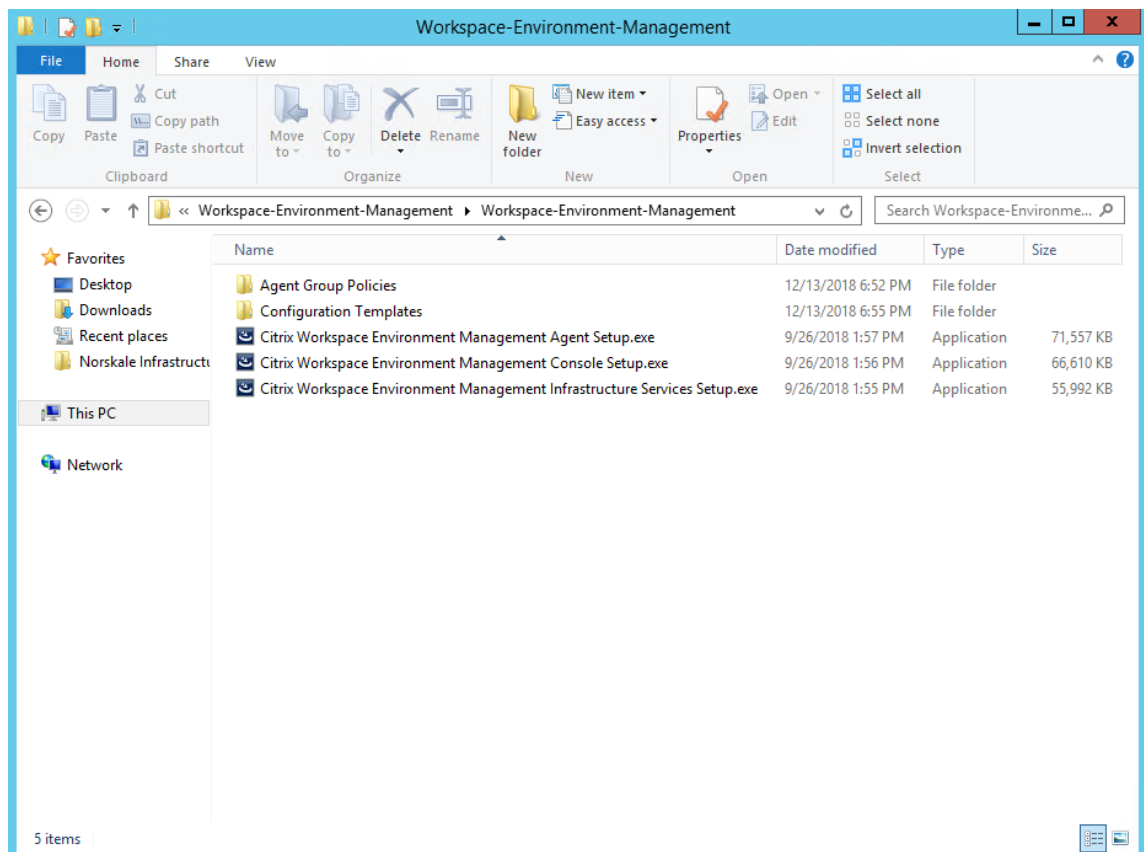 Workspace-Environment-Management
File Home Share View
Copy
Paste
Cut
Copy path
Paste shortcut
Clipboard
Move to
Copy to
Delete
Rename
Organize
New folder
New item
Easy access
New
Properties
Open
Edit
Open
Select all
Select none
Invert selection
Select
« Workspace-Environment-Management Workspace-Environment-Management
Search Workspace-Environme...
Favorites
Desktop
Downloads
Recent places
Norskale Infrastructu
This PC
Network
Name Date modified Type Size
Agent Group Policies 12/13/2018 6:52 PM File folder
Configuration Templates 12/13/2018 6:55 PM File folder
Citrix Workspace Environment Management Agent Setup.exe 9/26/2018 1:57 PM Application 71,557 KB
Citrix Workspace Environment Management Console Setup.exe 9/26/2018 1:56 PM Application 66,610 KB
Citrix Workspace Environment Management Infrastructure Services Setup.exe 9/26/2018 1:55 PM Application 55,992 KB
5 items